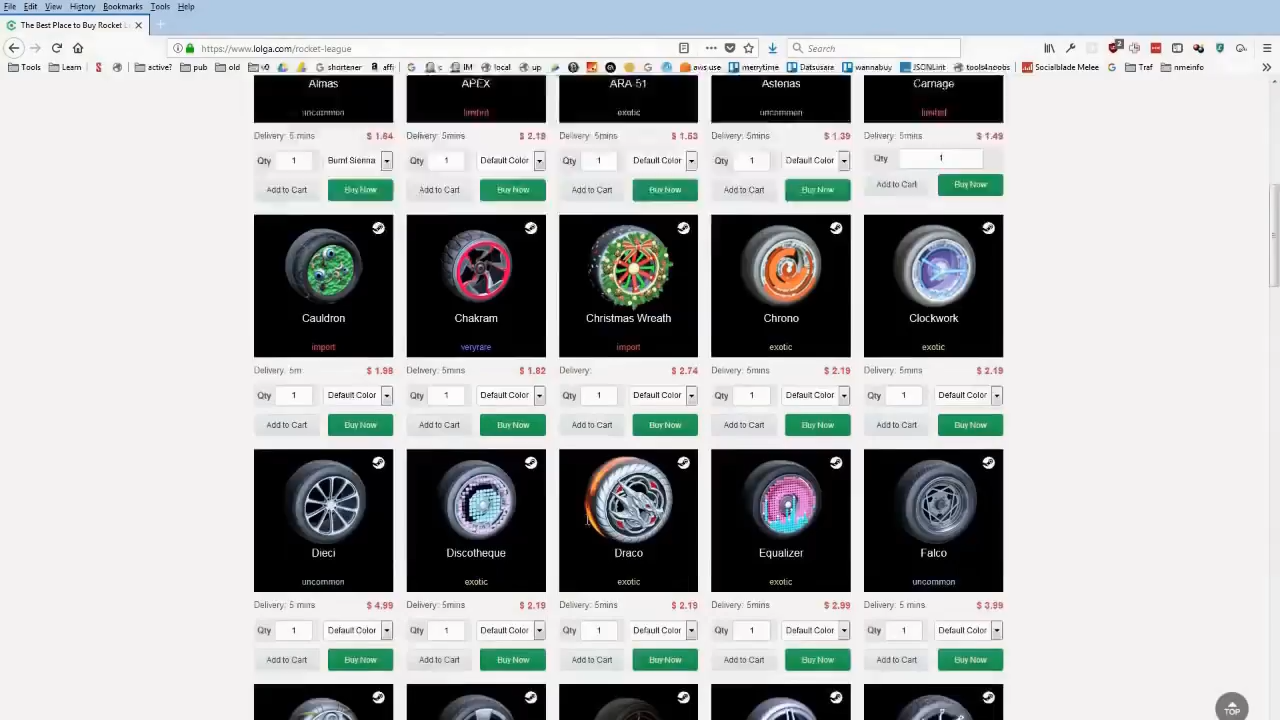 File Edit View History Bookmarks Tools Help
The Best Place to Buy Rocket L
https://www.lolga.com/rocket-league
Search
2
Tools Learn active? pub old shortener affi IM local up aws.use merrytime Datsusara wannabuy JSONLint tools4noobs Socialblade Melee Traf nmeinfo
Almas APEX ARA-51 Asterias Carnage
uncommon limited exotic uncommon limited
Delivery: 5mins $ 1.64 Delivery: 5mins $ 2.19 Delivery: 5mins $ 1.53 Delivery: 5mins $ 1.39 Delivery: 5mins $ 1.49
Qty 1 Burnt Sienna Qty 1 Default Color Qty 1 Default Color Qty 1 Default Color Qty 1
Add to Cart Buy Now Add to Cart Buy Now Add to Cart Buy Now Add to Cart Buy Now Add to Cart Buy Now
Cauldron Chakram Christmas Wreath Chrono Clockwork
import veryrare import exotic exotic
Delivery: 5m $ 1.98 Delivery: 5mins $ 1.82 Delivery: $ 2.74 Delivery: 5mins $ 2.19 Delivery: 5mins $ 2.19
Qty 1 Default Color Qty 1 Default Color Qty 1 Default Color Qty 1 Default Color Qty 1 Default Color
Add to Cart Buy Now Add to Cart Buy Now Add to Cart Buy Now Add to Cart Buy Now Add to Cart Buy Now
Dieci Discotheque Draco Equalizer Falco
uncommon exotic exotic exotic uncommon
Delivery: 5 mins $ 4.99 Delivery: 5mins $ 2.19 Delivery: 5mins $ 2.19 Delivery: 5mins $ 2.99 Delivery: 5 mins $ 3.99
Qty 1 Default Color Qty 1 Default Color Qty 1 Default Color Qty 1 Default Color Qty 1 Default Color
Add to Cart Buy Now Add to Cart Buy Now Add to Cart Buy Now Add to Cart Buy Now Add to Cart Buy Now
TOP